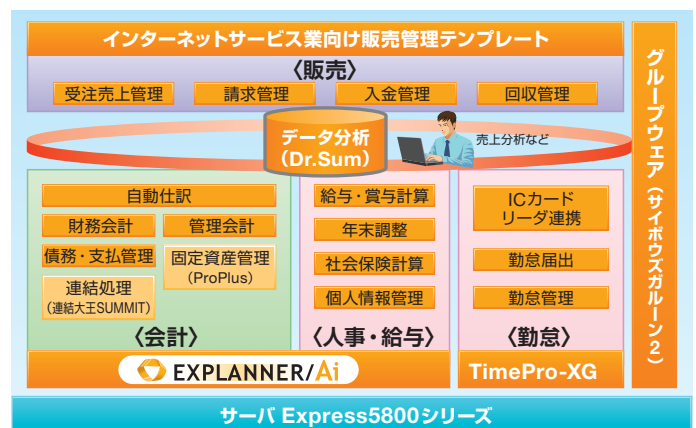 インターネットサービス業向け販売管理テンプレート
〈販売〉
受注売上管理
請求管理
入金管理
回収管理
データ分析
（Dr.Sum）
売上分析など
自動仕訳
財務会計
管理会計
債務・支払管理
固定資産管理
（ProPlus）
連結処理
（連結大王SUMMIT）
〈会計〉
給与・賞与計算
年末調整
社会保険計算
個人情報管理
〈人事・給与〉
ICカード
リーダ連携
勤怠届出
勤怠管理
〈勤怠〉
EXPLANNER/Ai
TimePro-XG
グループウェア（サイボウズガルーン2）
サーバ Express5800シリーズ